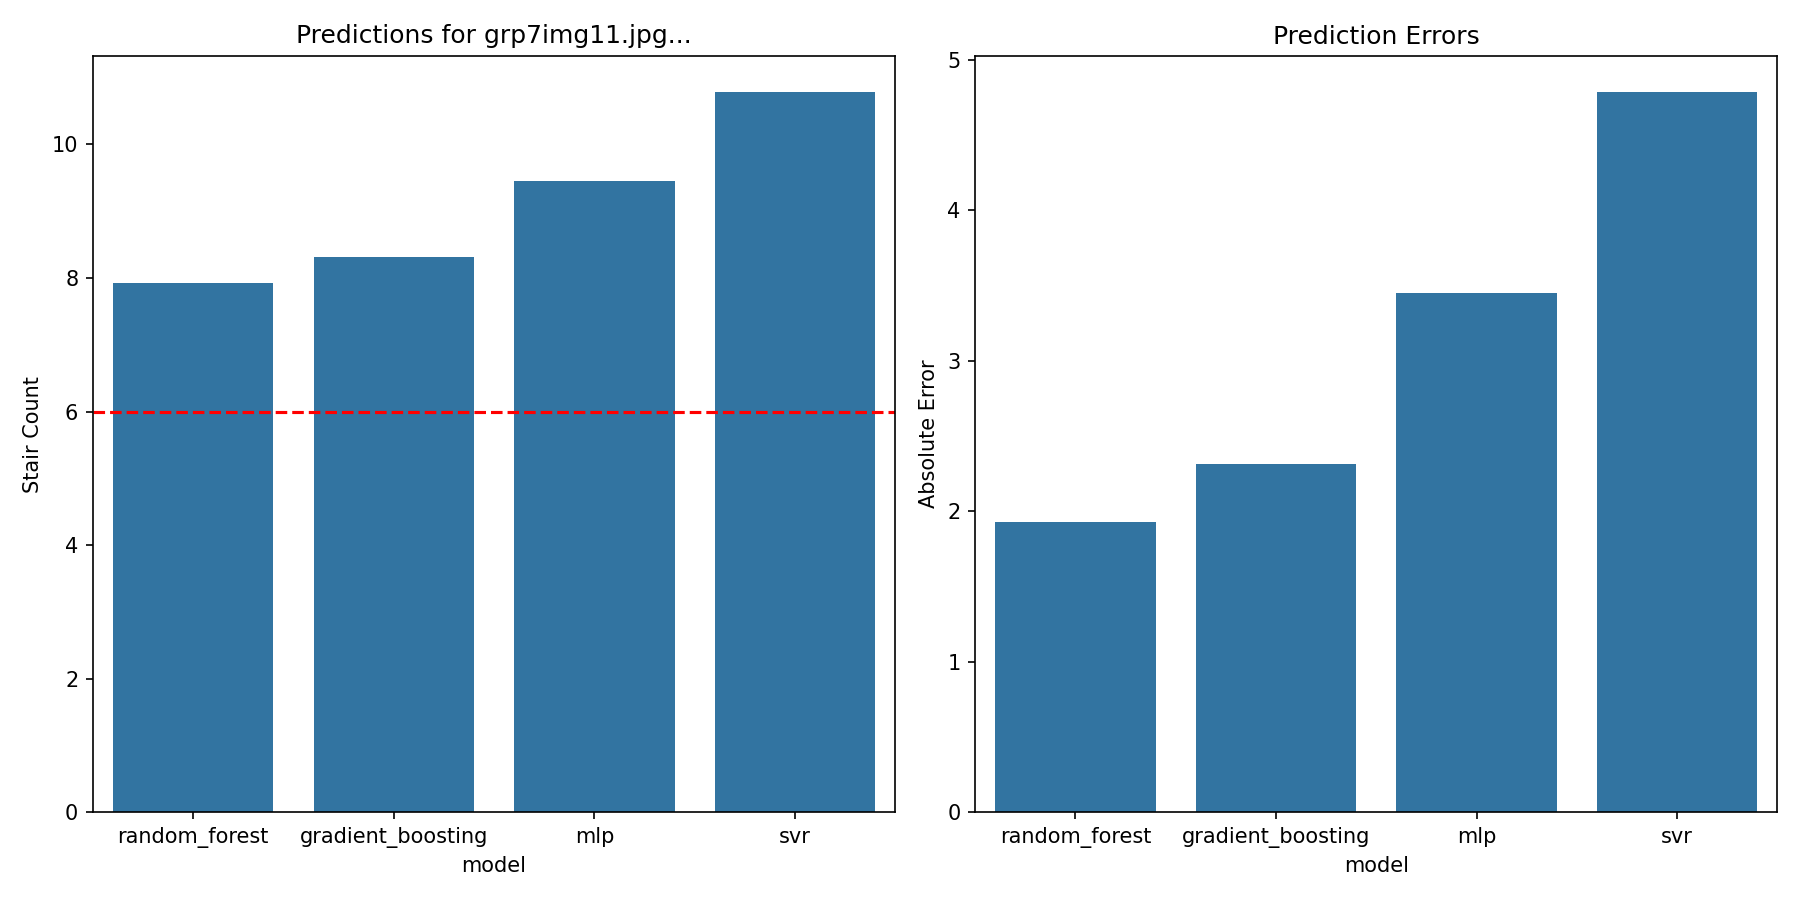 Predictions for grp7img11.jpg...
Stair Count
10
8
6
4
2
0
random_forest
gradient_boosting
mlp
svr
model
Prediction Errors
Absolute Error
5
4
3
2
1
0
random_forest
gradient_boosting
mlp
svr
model